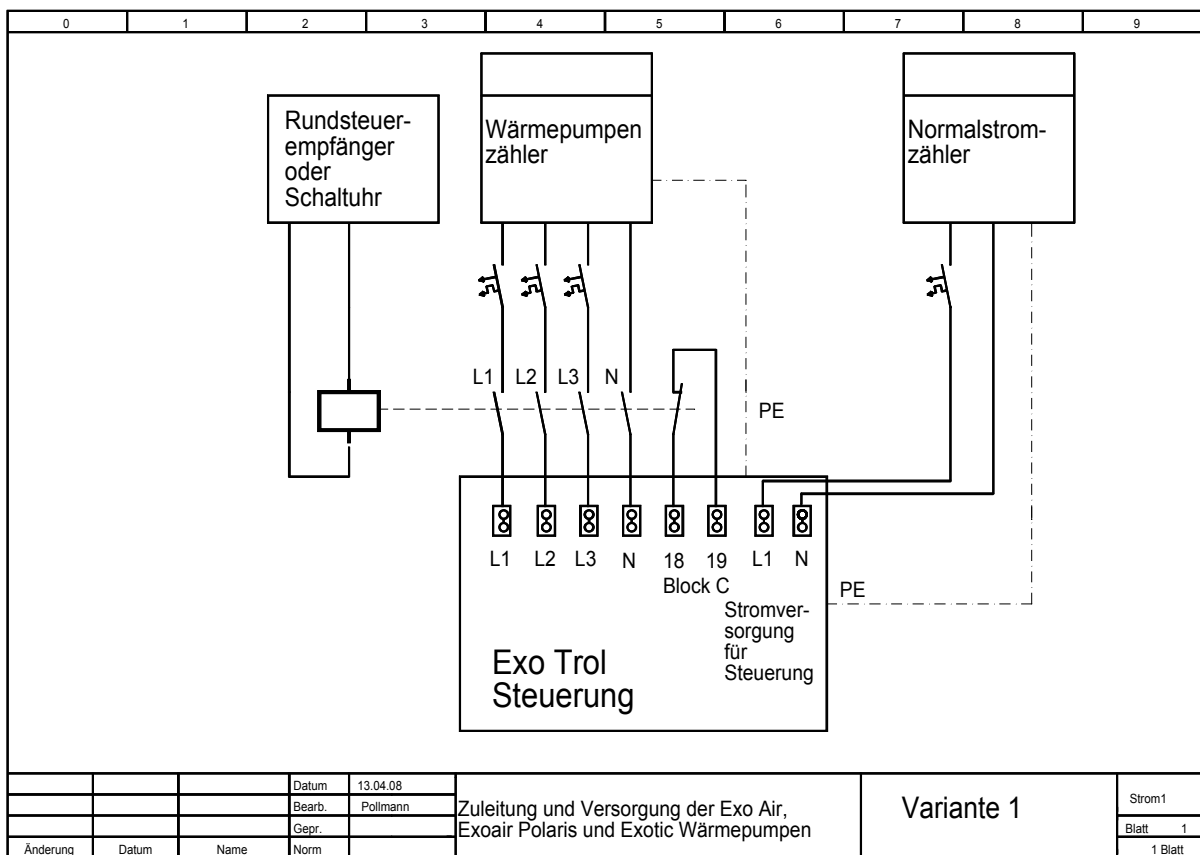 0 1 2 3 4 5 6 7 8 9
Rundsteuer-
empfänger
oder
Schaltuhr
Wärmepumpen
zähler
Normalstrom-
zähler
L1 L2 L3 N
PE
L1 L2 L3 N 18 19 L1 N
Block C
PE
Stromver-
sorgung
für
Steuerung
Exo Trol
Steuerung
Datum 13.04.08
Bearb. Pollmann
Gepr.
Änderung Datum Name Norm
Zuleitung und Versorgung der Exo Air,
Exoair Polaris und Exotic Wärmepumpen
Variante 1
Strom1
Blatt 1
1 Blatt